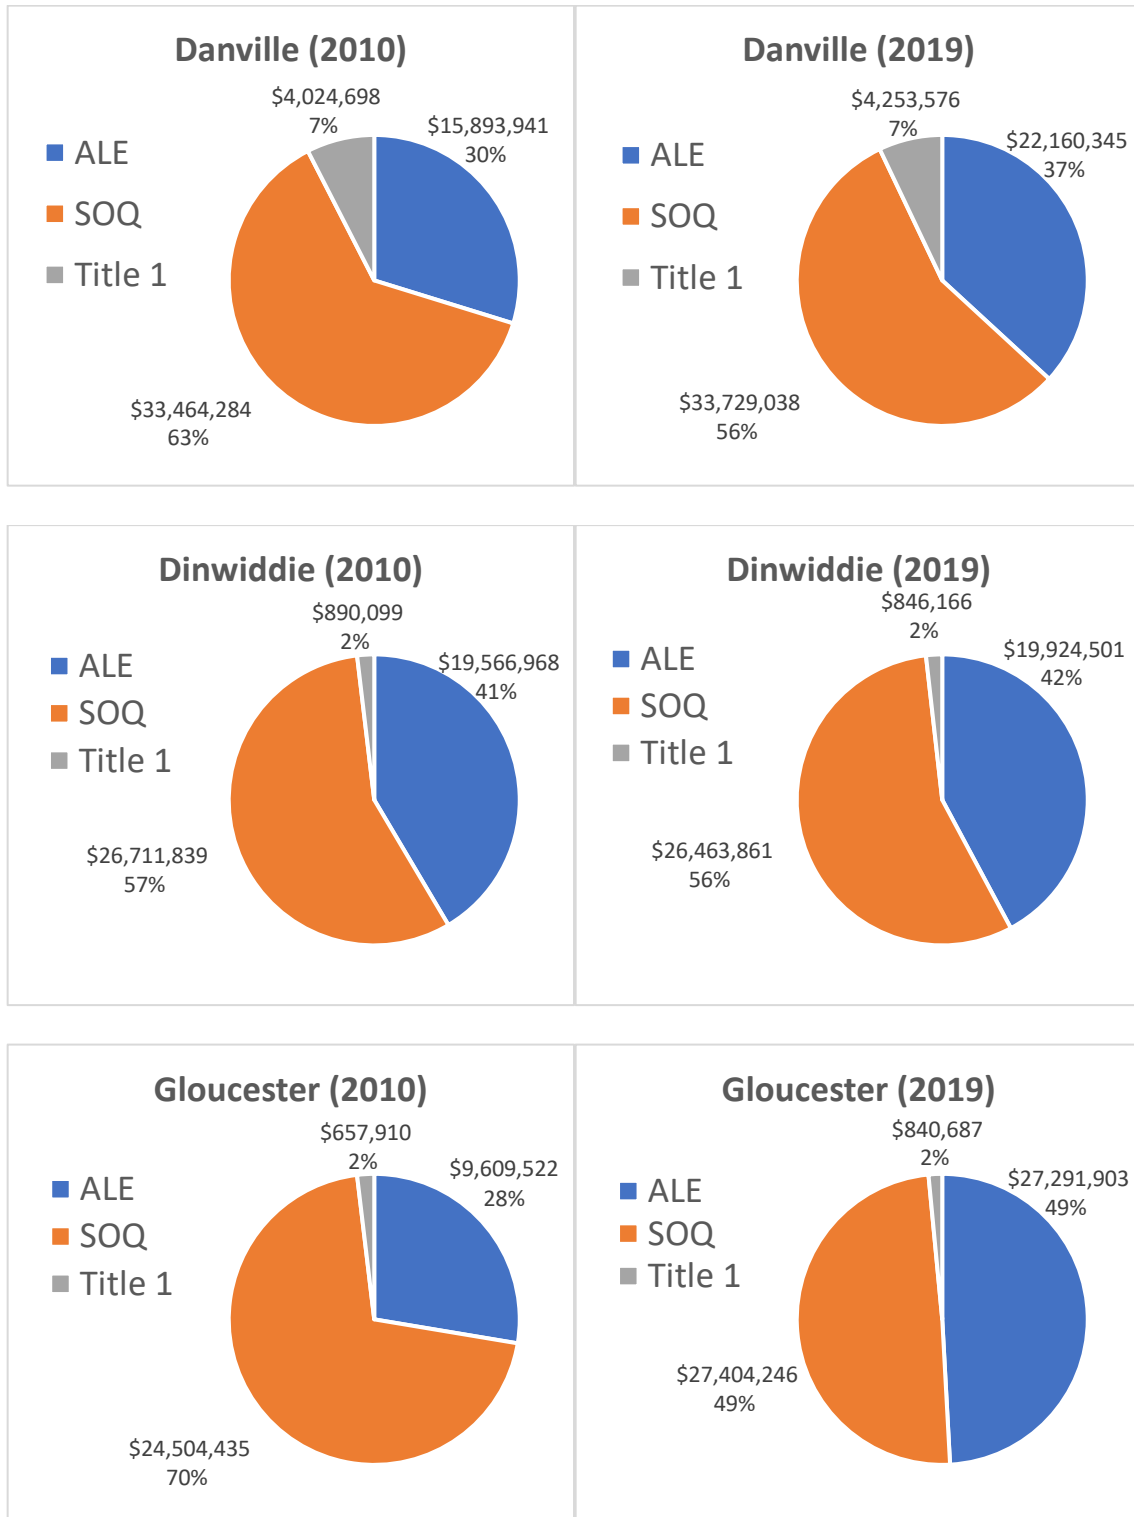 Danville (2010)
$4,024,698
7%
$15,893,941
30%
ALE
SOQ
Title 1
$33,464,284
63%
Danville (2019)
$4,253,576
7%
$22,160,345
37%
ALE
SOQ
Title 1
$33,729,038
56%
Dinwiddie (2010)
$890,099
2%
$19,566,968
41%
ALE
SOQ
Title 1
$26,711,839
57%
Dinwiddie (2019)
$846,166
2%
$19,924,501
42%
ALE
SOQ
Title 1
$26,463,861
56%
Gloucester (2010)
$657,910
2%
$9,609,522
28%
ALE
SOQ
Title 1
$24,504,435
70%
Gloucester (2019)
$840,687
2%
$27,291,903
49%
ALE
SOQ
Title 1
$27,404,246
49%